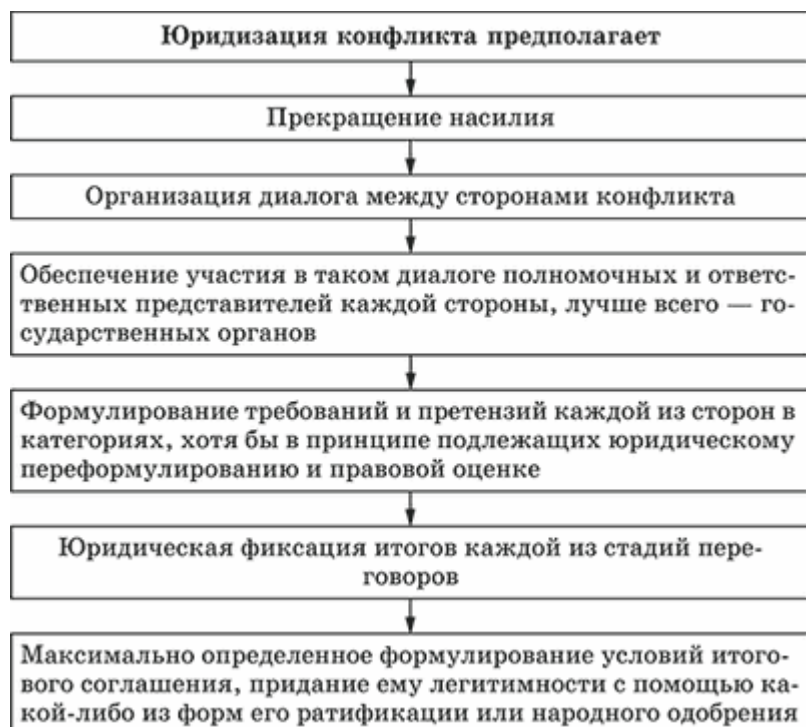 Юридизация конфликта предполагает
Прекращение насилия
Организация диалога между сторонами конфликта
Обеспечение участия в таком диалоге полномочных и ответс-
твенных представителей каждой стороны, лучше всего — го-
сударственных органов
Формулирование требований и претензий каждой из сторон в
категориях, хотя бы в принципе подлежащих юридическому
переформулированию и правовой оценке
Юридическая фиксация итогов каждой из стадий пере-
говоров
Максимально определенное формулирование условий итого-
вого соглашения, придание ему легитимности с помощью ка-
кой-либо из форм его ратификации или народного одобрения